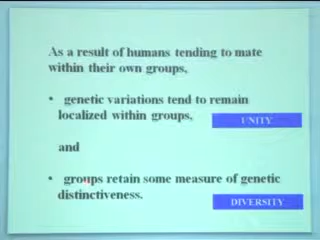 As a result of humans tending to mate
within their own groups,
• genetic variations tend to remain
localized within groups,
UNITY
and
• groups retain some measure of genetic
distinctiveness.
DIVERSITY